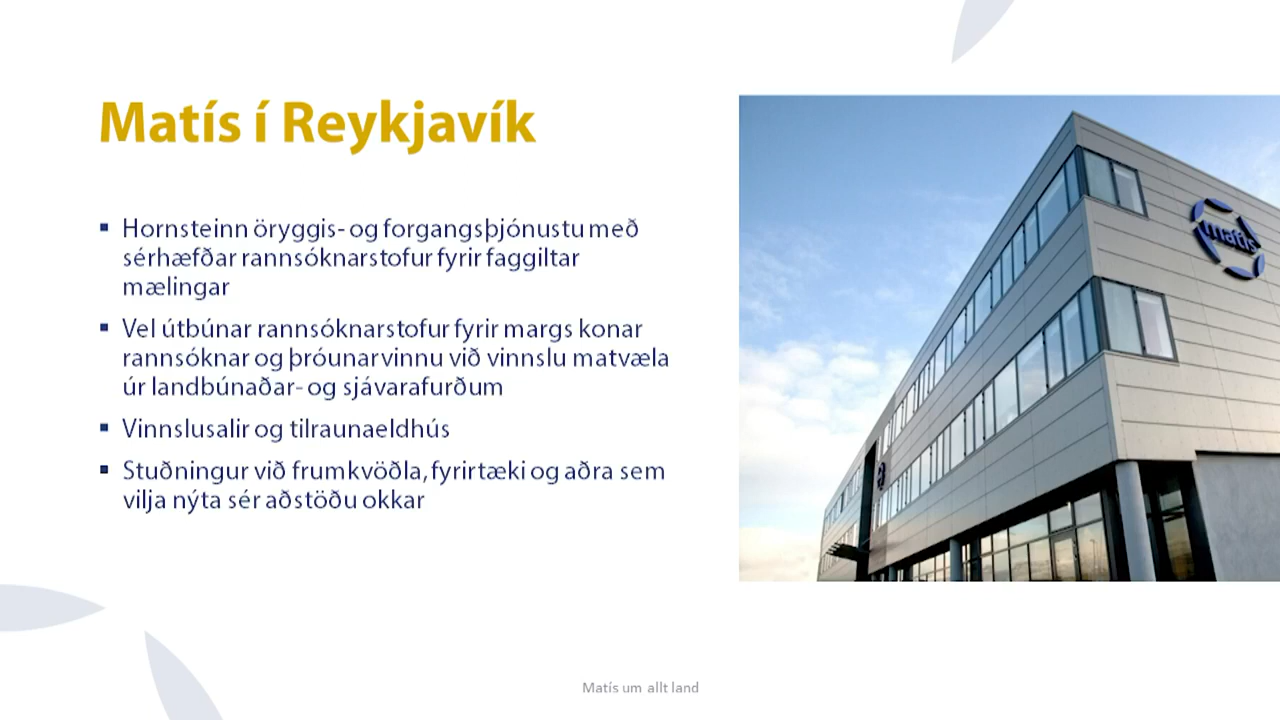 Matís í Reykjavík
Hornsteinn öryggis- og forgangsþjónustu með
sérhæfðar rannsóknarstofur fyrir faggiltar
mælingar
Vel útbúnar rannsóknarstofur fyrir margs konar
rannsóknar og þróunarvinnu við vinnslu matvæla
úr landbúnaðar- og sjávarafurðum
Vinnslusalir og tilraunaeldhús
Stuðningur við frumkvöðla, fyrirtæki og aðra sem
vilja nýta sér aðstöðu okkar
matís
Matís um allt land